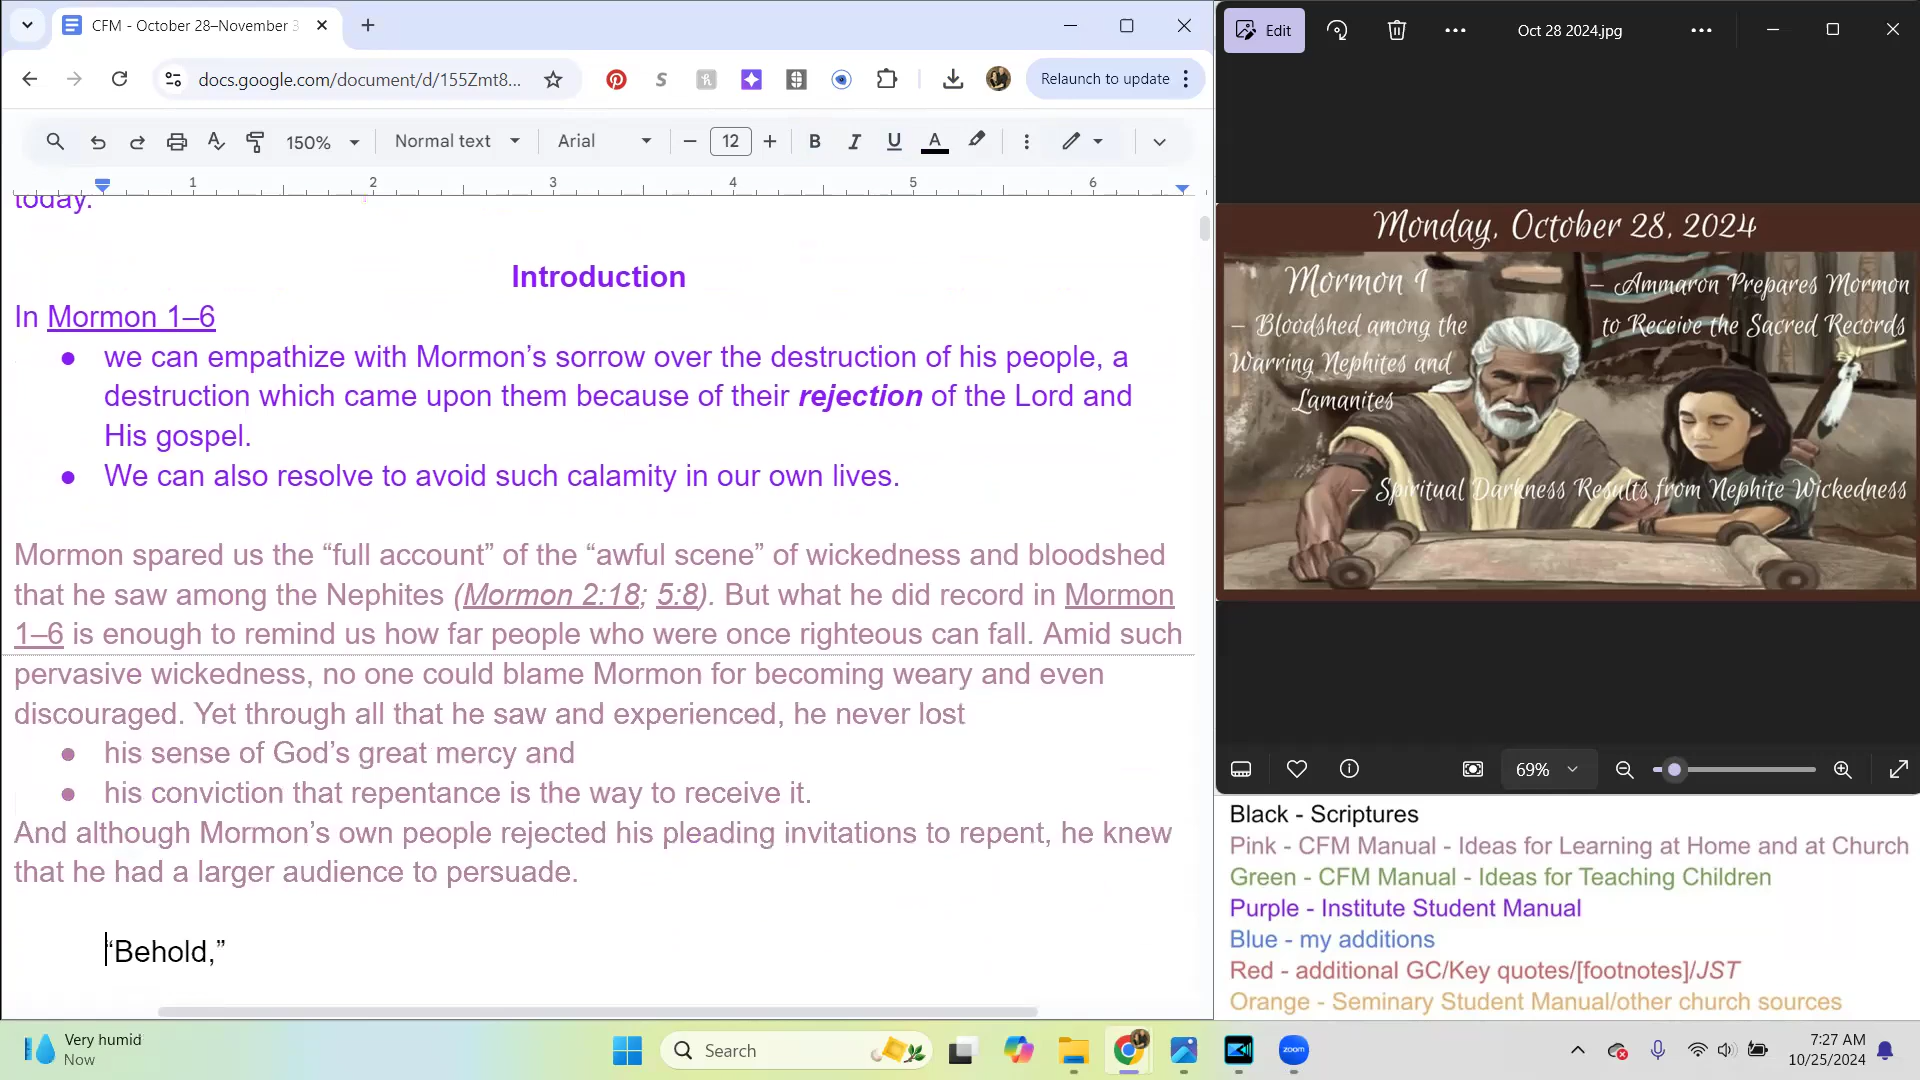 CFM - October 28–November 3
docs.google.com/document/d/155Zmt8...
Relaunch to update
150%
Normal text
Arial
12
1 2 3 4 5 6
today.
Introduction
In Mormon 1–6
we can empathize with Mormon’s sorrow over the destruction of his people, a
destruction which came upon them because of their rejection of the Lord and
His gospel.
We can also resolve to avoid such calamity in our own lives.
Mormon spared us the “full account” of the “awful scene” of wickedness and bloodshed
that he saw among the Nephites (Mormon 2:18; 5:8). But what he did record in Mormon
1–6 is enough to remind us how far people who were once righteous can fall. Amid such
pervasive wickedness, no one could blame Mormon for becoming weary and even
discouraged. Yet through all that he saw and experienced, he never lost
his sense of God’s great mercy and
his conviction that repentance is the way to receive it.
And although Mormon’s own people rejected his pleading invitations to repent, he knew
that he had a larger audience to persuade.
“Behold,”
Edit
Oct 28 2024.jpg
Monday, October 28, 2024
Mormon 1
– Bloodshed among the
Warring Nephites and
Lamanites
– Ammaron Prepares Mormon
to Receive the Sacred Records
– Spiritual Darkness Results from Nephite Wickedness
69%
Black - Scriptures
Pink - CFM Manual - Ideas for Learning at Home and at Church
Green - CFM Manual - Ideas for Teaching Children
Purple - Institute Student Manual
Blue - my additions
Red - additional GC/Key quotes/[footnotes]/JST
Orange - Seminary Student Manual/other church sources
Very humid
Now
Search
zoom
7:27 AM
10/25/2024